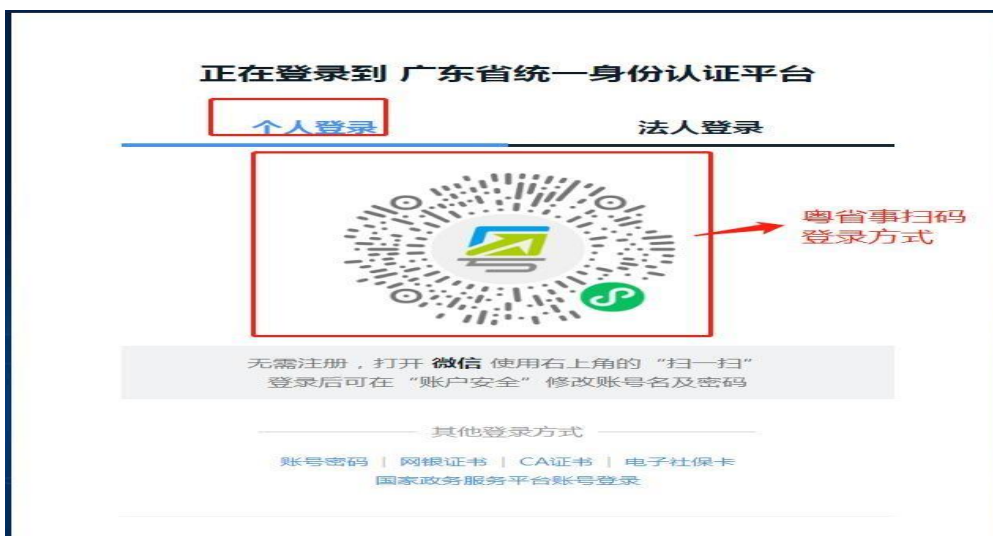 正在登录到 广东省统一身份认证平台
个人登录
法人登录
粤省事扫码
登录方式
无需注册，打开 微信 使用右上角的“扫一扫”
登录后可在“账户安全”修改账号名及密码
其他登录方式
账号密码 | 网银证书 | CA证书 | 电子社保卡
国家政务服务平台账号登录